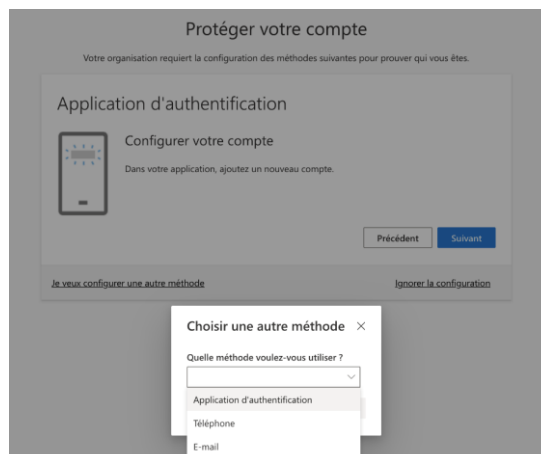 Protéger votre compte
Votre organisation requiert la configuration des méthodes suivantes pour prouver qui vous êtes.
Application d'authentification
Configurer votre compte
Dans votre application, ajoutez un nouveau compte.
Précédent Suivant
Je veux configurer une autre méthode Ignorer la configuration
Choisir une autre méthode
Quelle méthode voulez-vous utiliser ?
Application d'authentification
Téléphone
E-mail